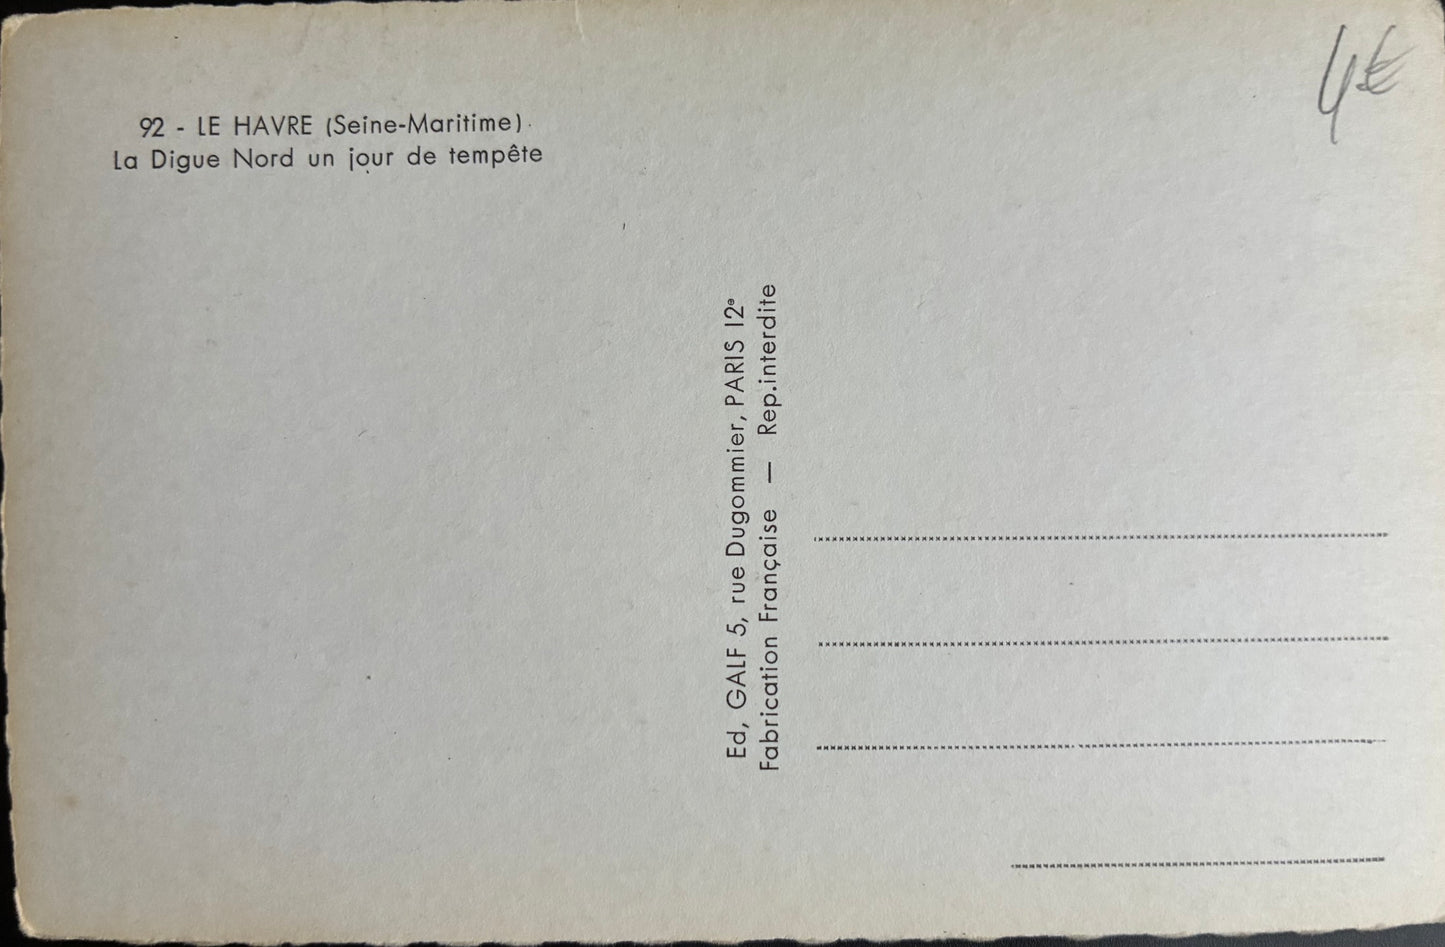 4€
92 - LE HAVRE (Seine-Maritime)
La Digue Nord un jour de tempête
Ed, GALF 5, rue Dugommier, PARIS 12e
Fabrication Française — Rep.interdite